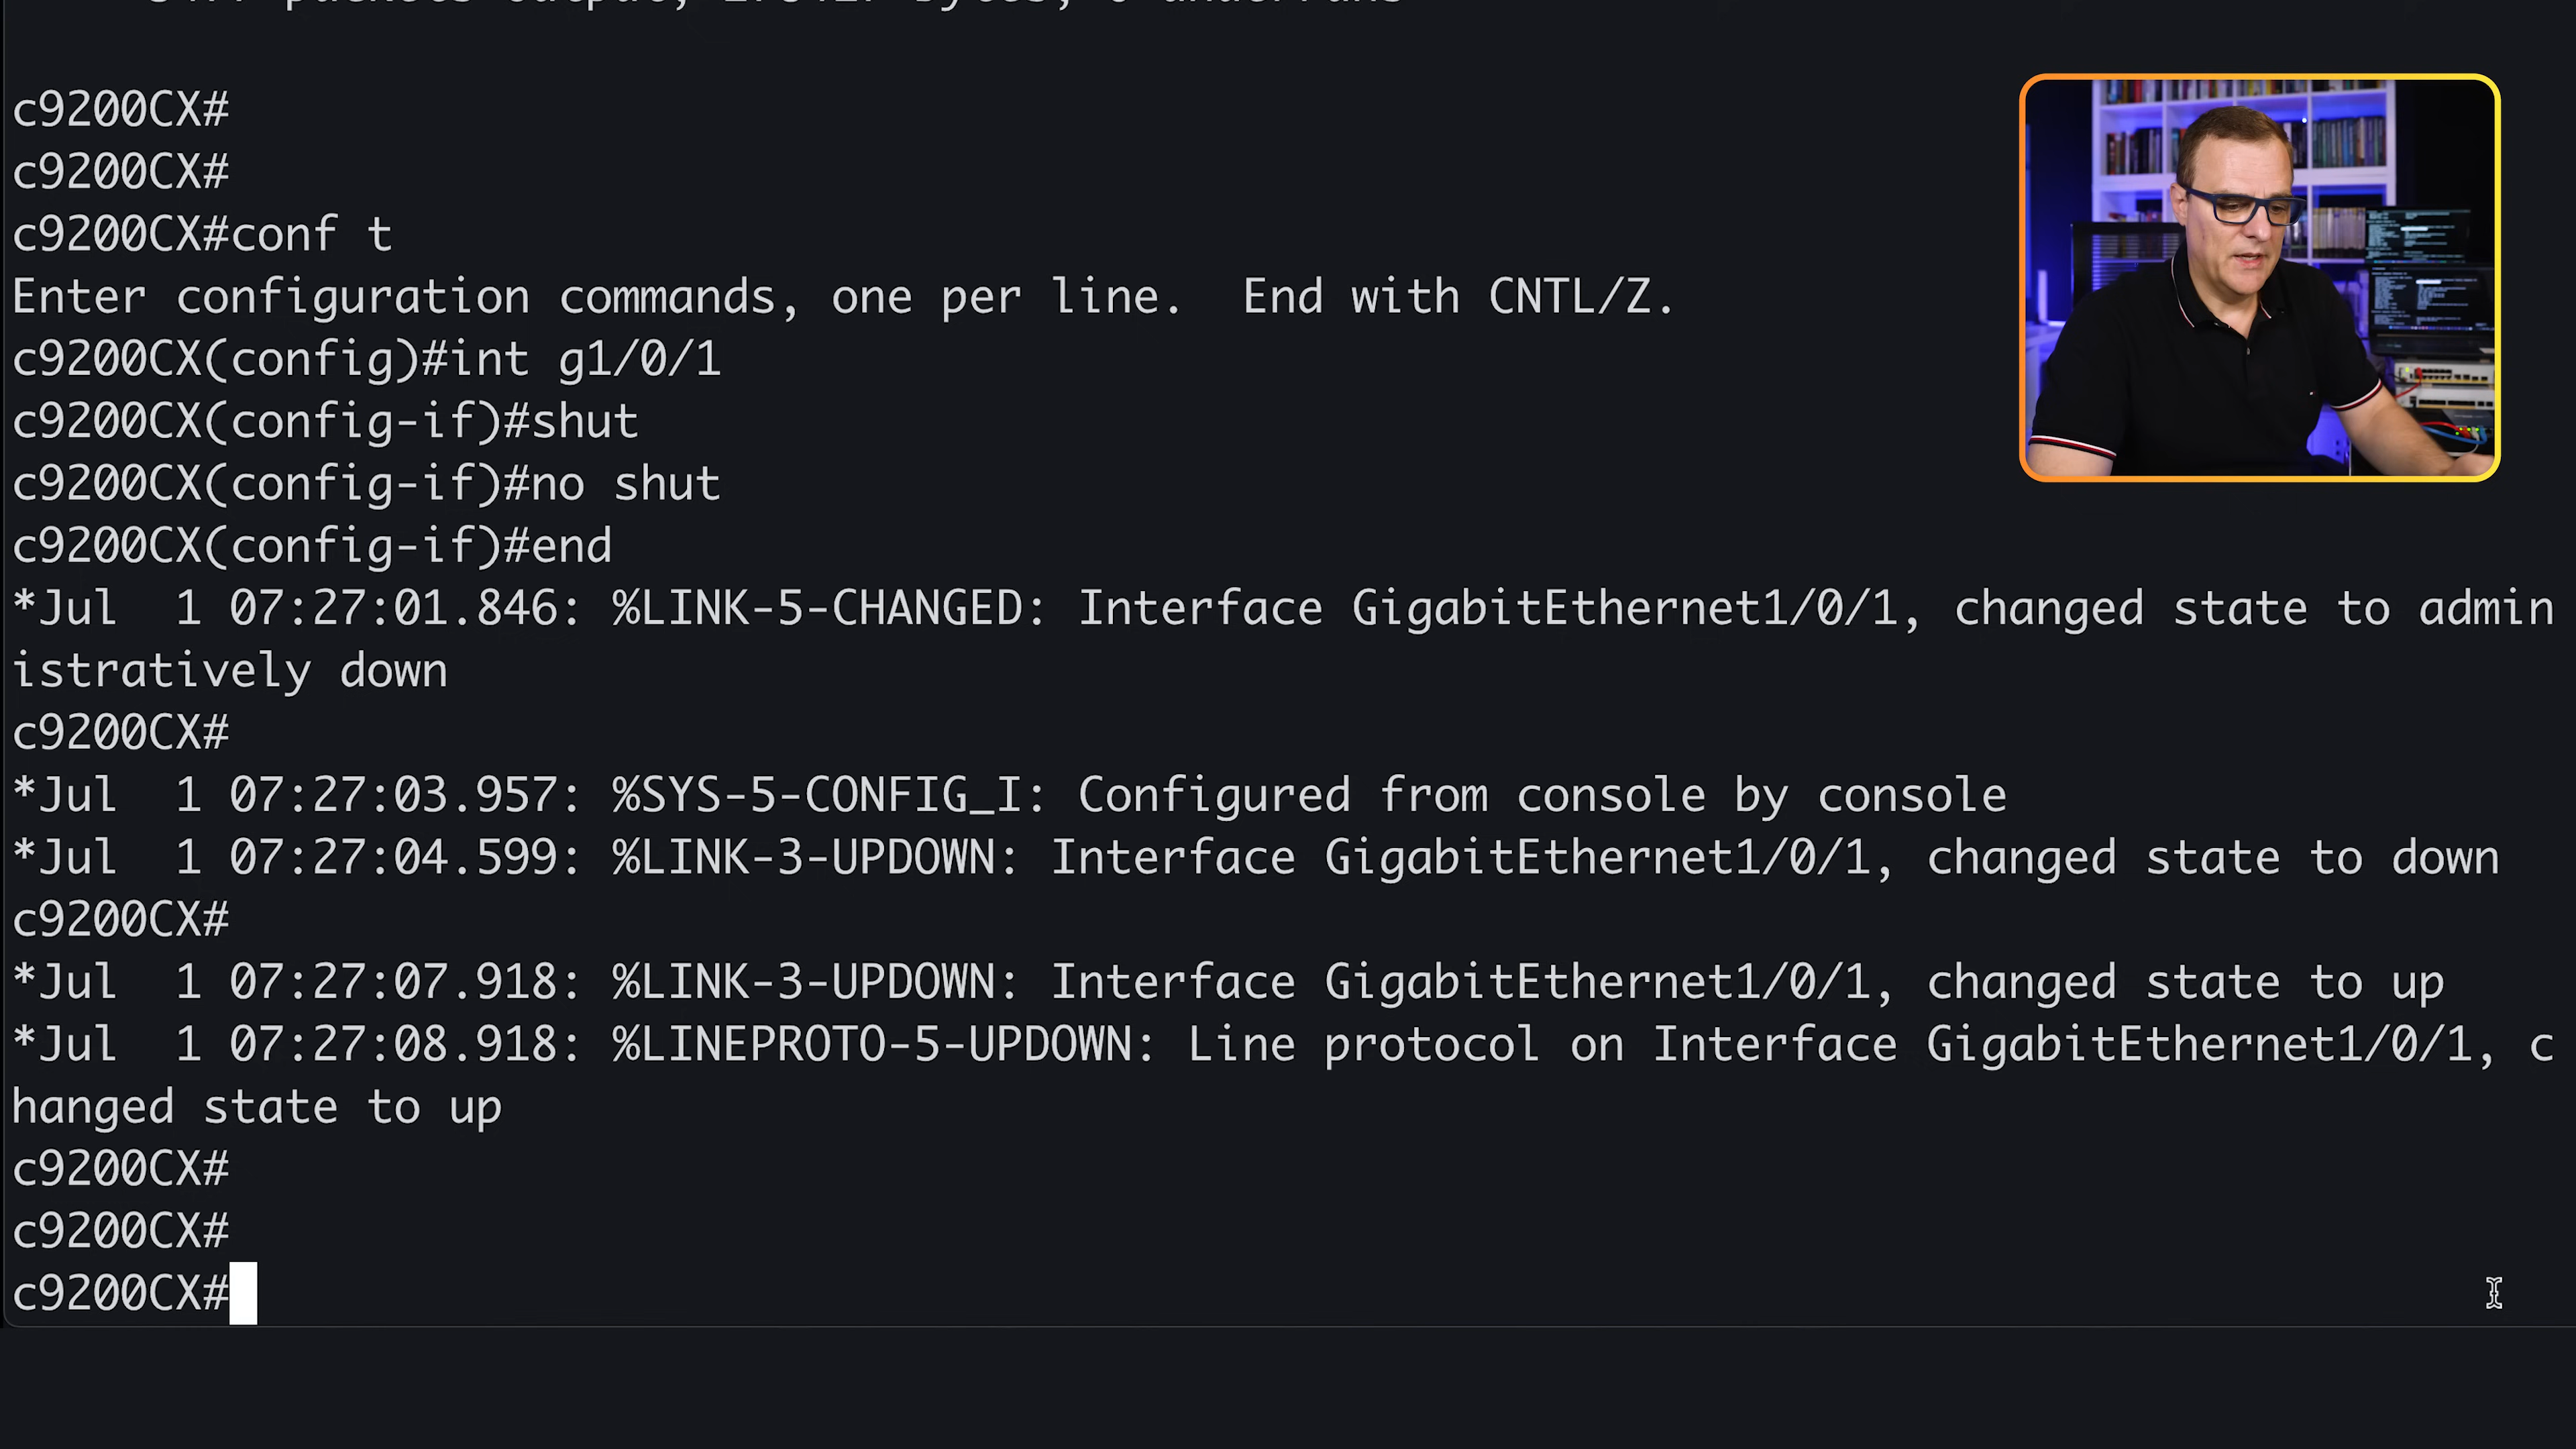 packets output, bytes, underruns
c9200CX#
c9200CX#
c9200CX#conf t
Enter configuration commands, one per line.  End with CNTL/Z.
c9200CX(config)#int g1/0/1
c9200CX(config-if)#shut
c9200CX(config-if)#no shut
c9200CX(config-if)#end
*Jul  1 07:27:01.846: %LINK-5-CHANGED: Interface GigabitEthernet1/0/1, changed state to admin
istratively down
c9200CX#
*Jul  1 07:27:03.957: %SYS-5-CONFIG_I: Configured from console by console
*Jul  1 07:27:04.599: %LINK-3-UPDOWN: Interface GigabitEthernet1/0/1, changed state to down
c9200CX#
*Jul  1 07:27:07.918: %LINK-3-UPDOWN: Interface GigabitEthernet1/0/1, changed state to up
*Jul  1 07:27:08.918: %LINEPROTO-5-UPDOWN: Line protocol on Interface GigabitEthernet1/0/1, c
hanged state to up
c9200CX#
c9200CX#
c9200CX#